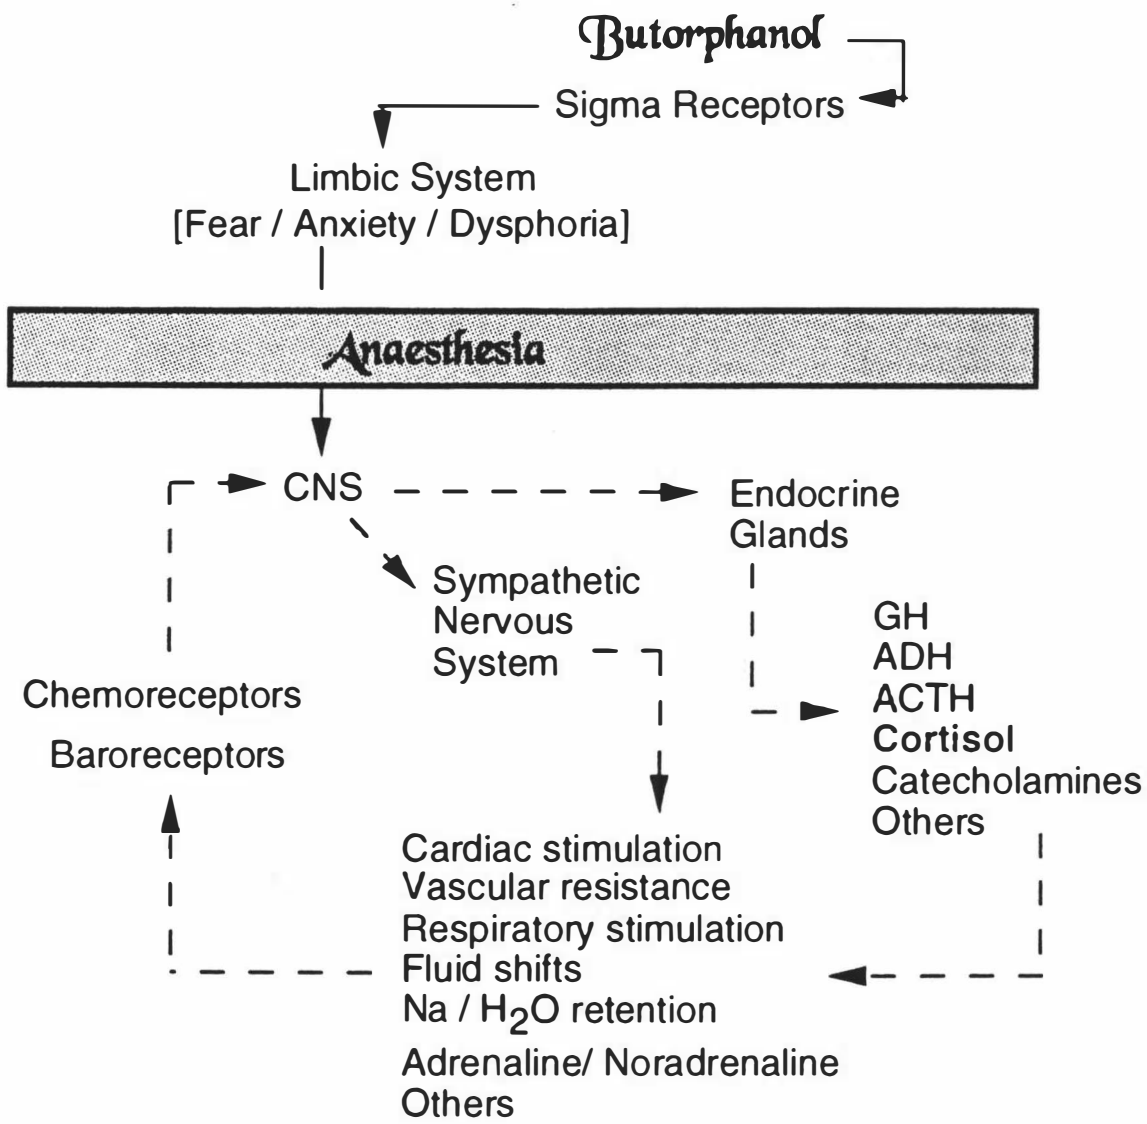 Butorphanol
Sigma Receptors
Limbic System
[Fear / Anxiety / Dysphoria]
Anaesthesia
CNS
Endocrine
Glands
Sympathetic
Nervous
System
GH
ADH
ACTH
Cortisol
Catecholamines
Others
Chemoreceptors
Baroreceptors
Cardiac stimulation
Vascular resistance
Respiratory stimulation
Fluid shifts
Na / H₂O retention
Adrenaline/ Noradrenaline
Others